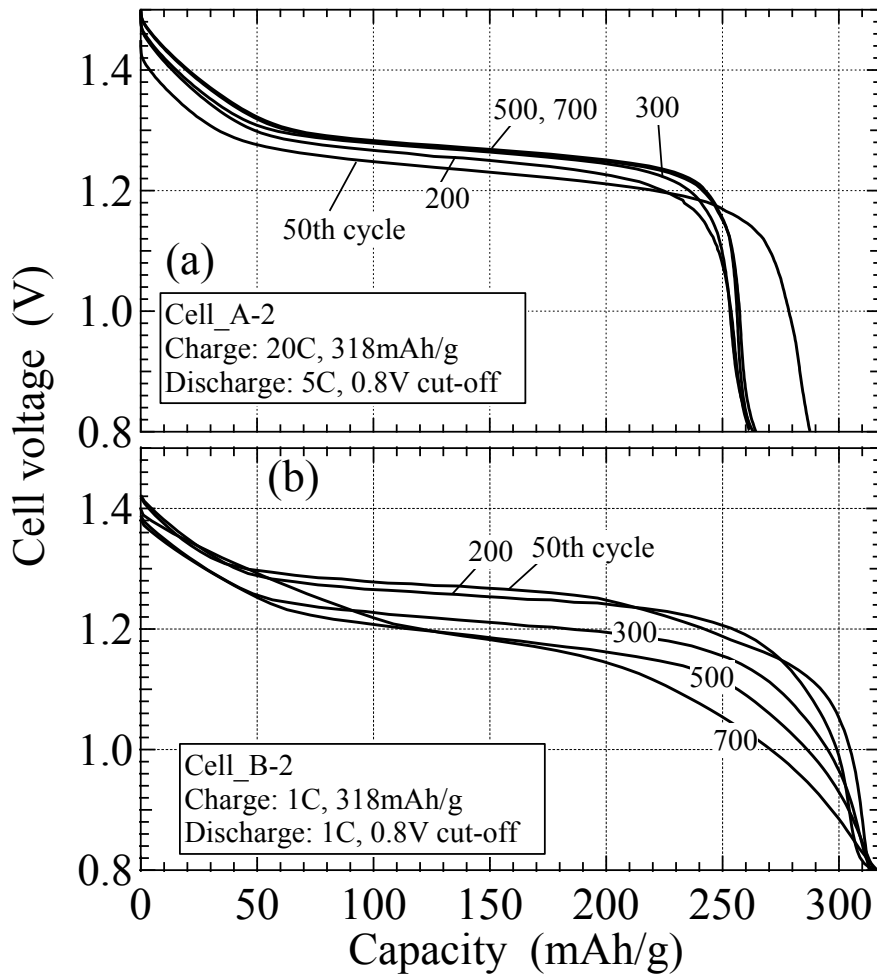 1.4
1.2
1.0
0.8
500, 700
300
200
50th cycle
(a)
Cell_A-2
Charge: 20C, 318mAh/g
Discharge: 5C, 0.8V cut-off
Cell voltage (V)
1.4
1.2
1.0
0.8
(b)
200
50th cycle
300
500
700
Cell_B-2
Charge: 1C, 318mAh/g
Discharge: 1C, 0.8V cut-off
0 50 100 150 200 250 300
Capacity (mAh/g)